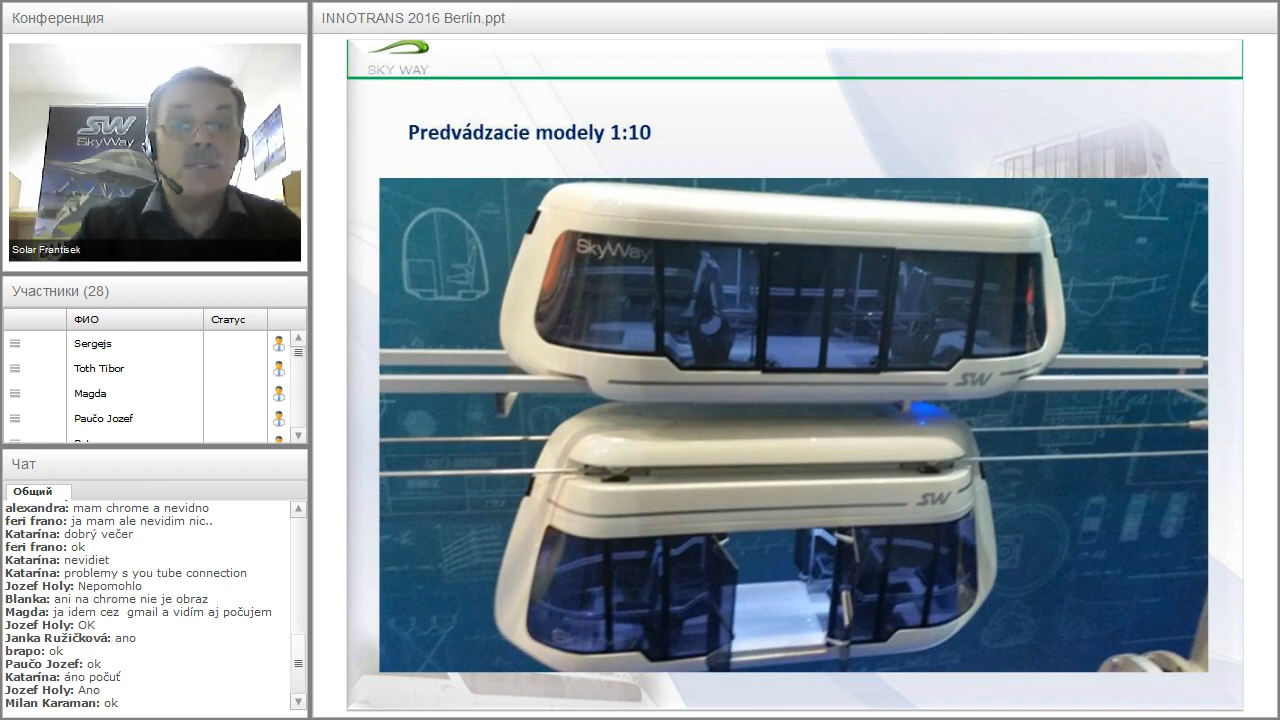 Конференция
SW
SkyWay
Solar Frantisek
Участники (28)
ФИО
Статус
Sergejs
Toth Tibor
Magda
Paučo Jozef
Чат
Общий
alexandra: mam chrome a nevidno
feri frano: ja mam ale nevidim nic..
Katarína: dobrý večer
feri frano: ok
Katarína: nevidiet
Katarína: problemy s you tube connection
Jozef Holy: Nepomohlo
Blanka: ani na chrome nie je obraz
Magda: ja idem cez gmail a vidím aj počujem
Jozef Holy: OK
Janka Ružičková: ano
brapo: ok
Paučo Jozef: ok
Katarína: áno počuť
Jozef Holy: Ano
Milan Karaman: ok
INNOTRANS 2016 Berlín.ppt
SKY WAY
Predvádzacie modely 1:10
SkyWay
SW
SW